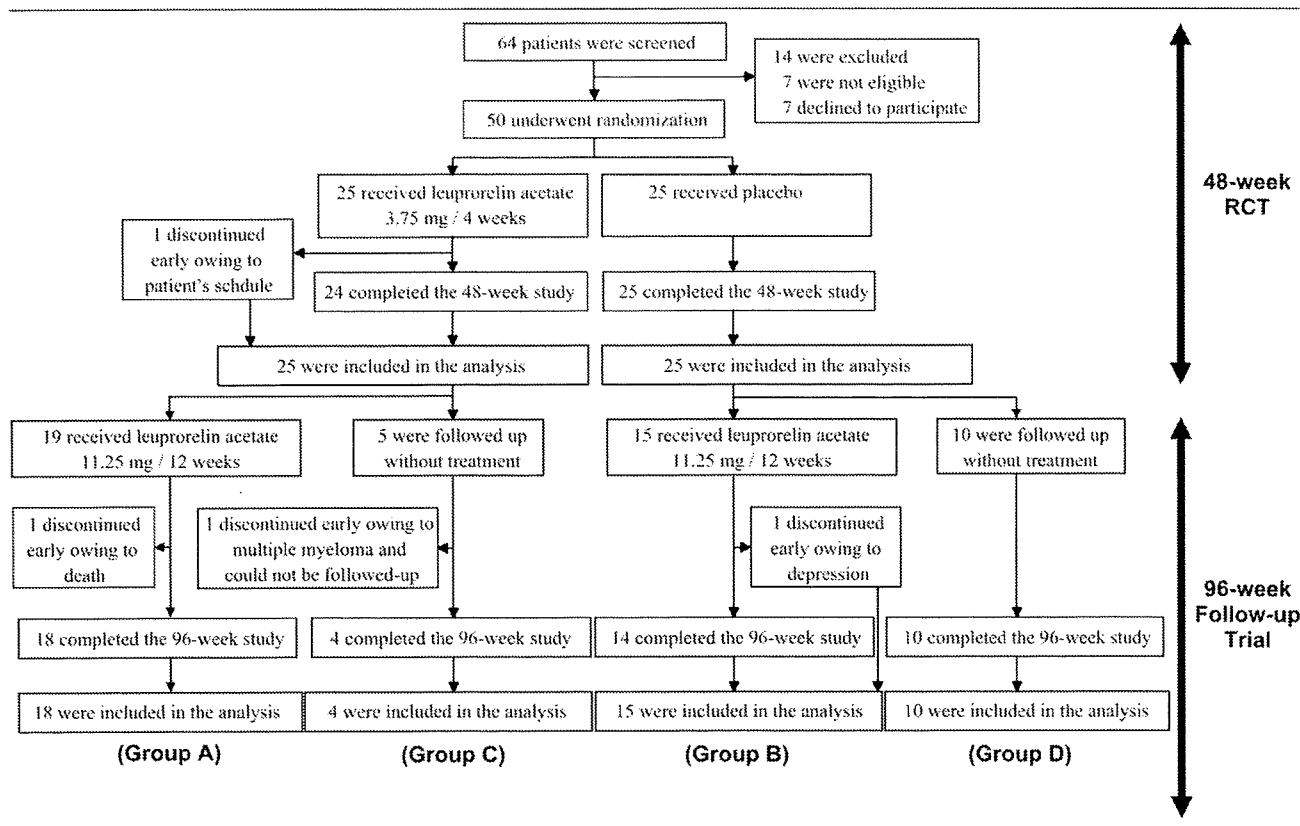 64 patients were screened
14 were excluded
7 were not eligible
7 declined to participate
50 underwent randomization
25 received leuprorelin acetate
3.75 mg / 4 weeks
25 received placebo
48-week
RCT
1 discontinued
early owing to
patient's schdule
24 completed the 48-week study
25 completed the 48-week study
25 were included in the analysis
25 were included in the analysis
19 received leuprorelin acetate
11.25 mg / 12 weeks
5 were followed up
without treatment
15 received leuprorelin acetate
11.25 mg / 12 weeks
10 were followed up
without treatment
1 discontinued
early owing to
death
1 discontinued early owing to
multiple myeloma and
could not be followed-up
1 discontinued
early owing to
depression
96-week
Follow-up
Trial
18 completed the 96-week study
4 completed the 96-week study
14 completed the 96-week study
10 completed the 96-week study
18 were included in the analysis
4 were included in the analysis
15 were included in the analysis
10 were included in the analysis
(Group A)
(Group C)
(Group B)
(Group D)